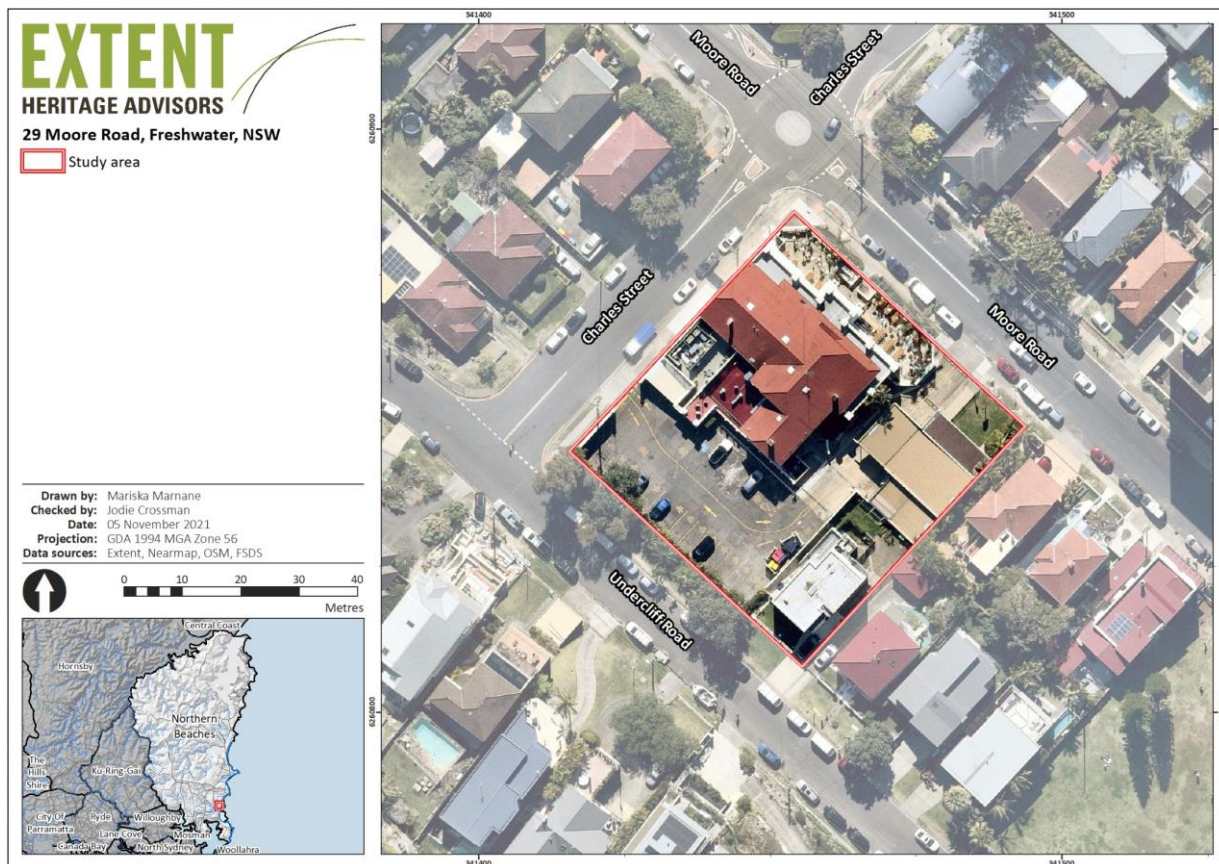 EXTENT
HERITAGE ADVISORS
29 Moore Road, Freshwater, NSW
Study area
Drawn by: Mariska Marnane
Checked by: Jodie Crossman
Date: 05 November 2021
Projection: GDA 1994 MGA Zone 56
Data sources: Extent, Nearmap, OSM, FSDS
0 10 20 30 40
Metres
Central Coast
Hornsby
Northern
Beaches
The
Hills
Shire
Ku-Ring-Gai
City Of
Parramatta
Ryde
Willoughby
Lane Cove
Mosman
Canada Bay
North Sydney
Woollahra
341400
341500
6260900
6260800
Moore Road
Charles Street
Charles Street
Moore Road
Undercliff Road
341400
341500